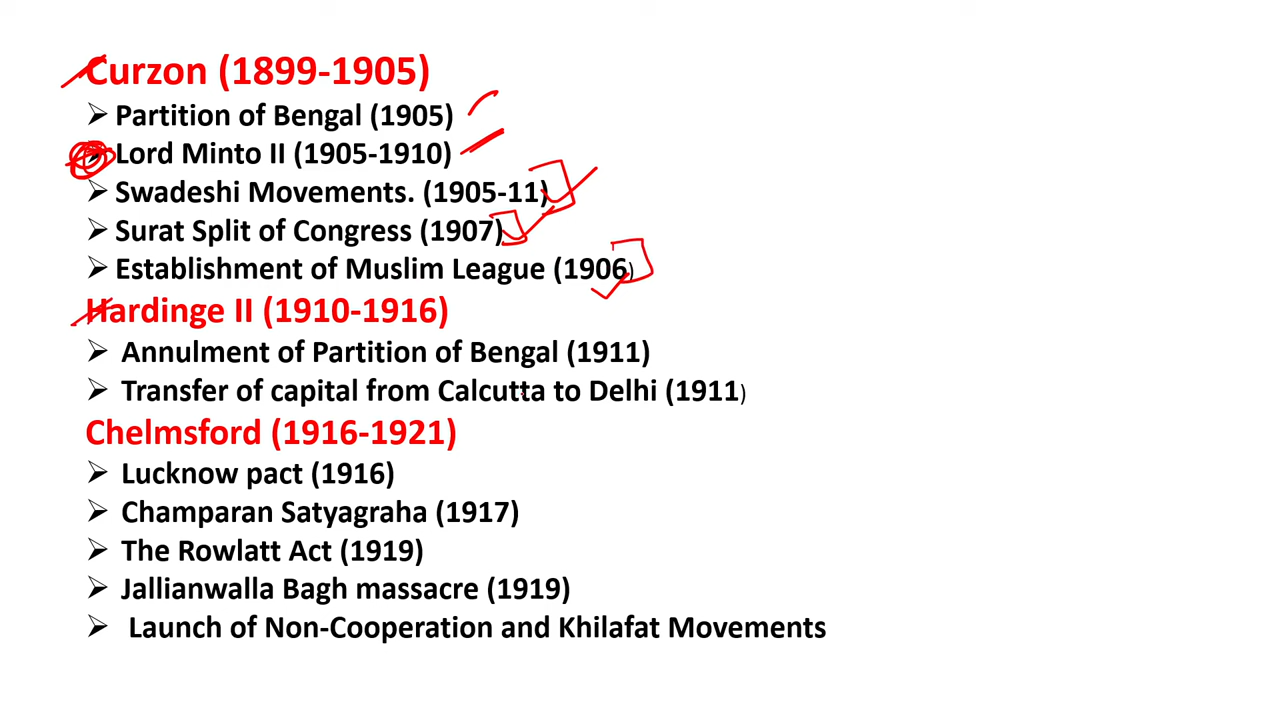 Curzon (1899-1905)
➢ Partition of Bengal (1905)
➢ Lord Minto II (1905-1910)
➢ Swadeshi Movements. (1905-11)
➢ Surat Split of Congress (1907)
➢ Establishment of Muslim League (1906)
Hardinge II (1910-1916)
➢ Annulment of Partition of Bengal (1911)
➢ Transfer of capital from Calcutta to Delhi (1911)
Chelmsford (1916-1921)
➢ Lucknow pact (1916)
➢ Champaran Satyagraha (1917)
➢ The Rowlatt Act (1919)
➢ Jallianwalla Bagh massacre (1919)
➢ Launch of Non-Cooperation and Khilafat Movements